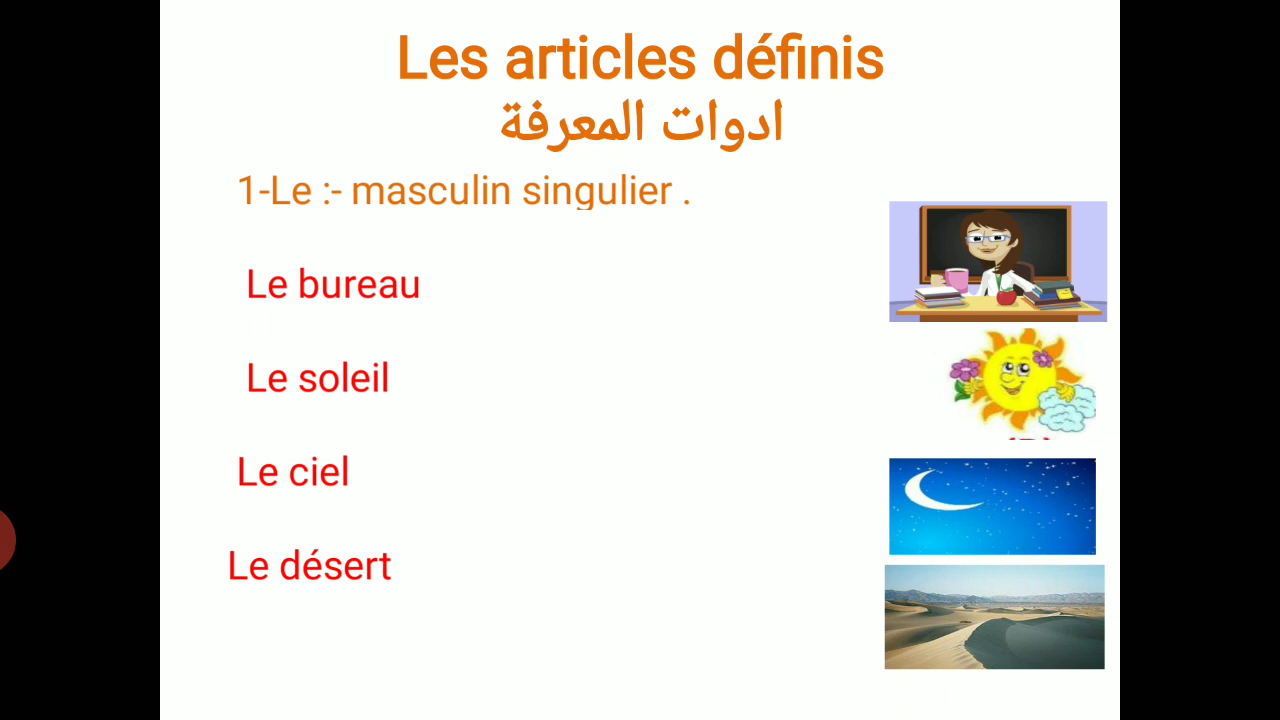 Les articles définis
ادوات المعرفة
1-Le :- masculin singulier .
Le bureau
Le soleil
Le ciel
Le désert